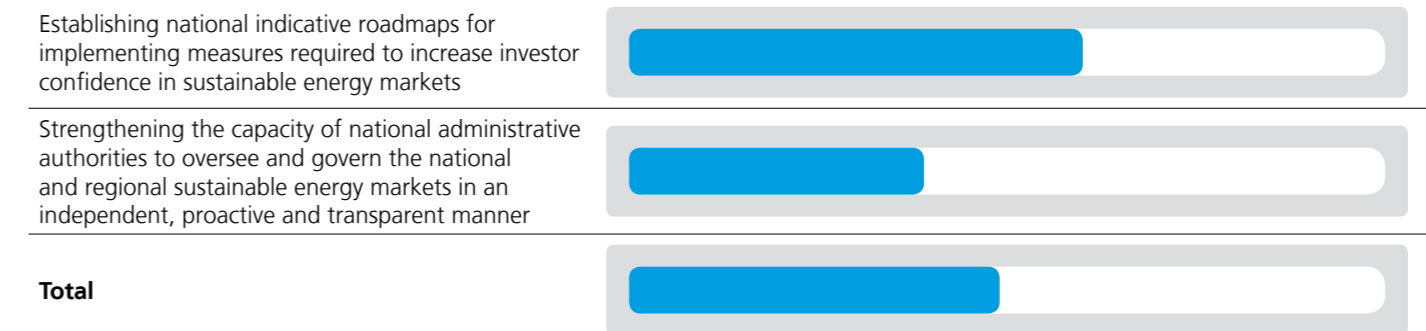 Establishing national indicative roadmaps for
implementing measures required to increase investor
confidence in sustainable energy markets
Strengthening the capacity of national administrative
authorities to oversee and govern the national
and regional sustainable energy markets in an
independent, proactive and transparent manner
Total